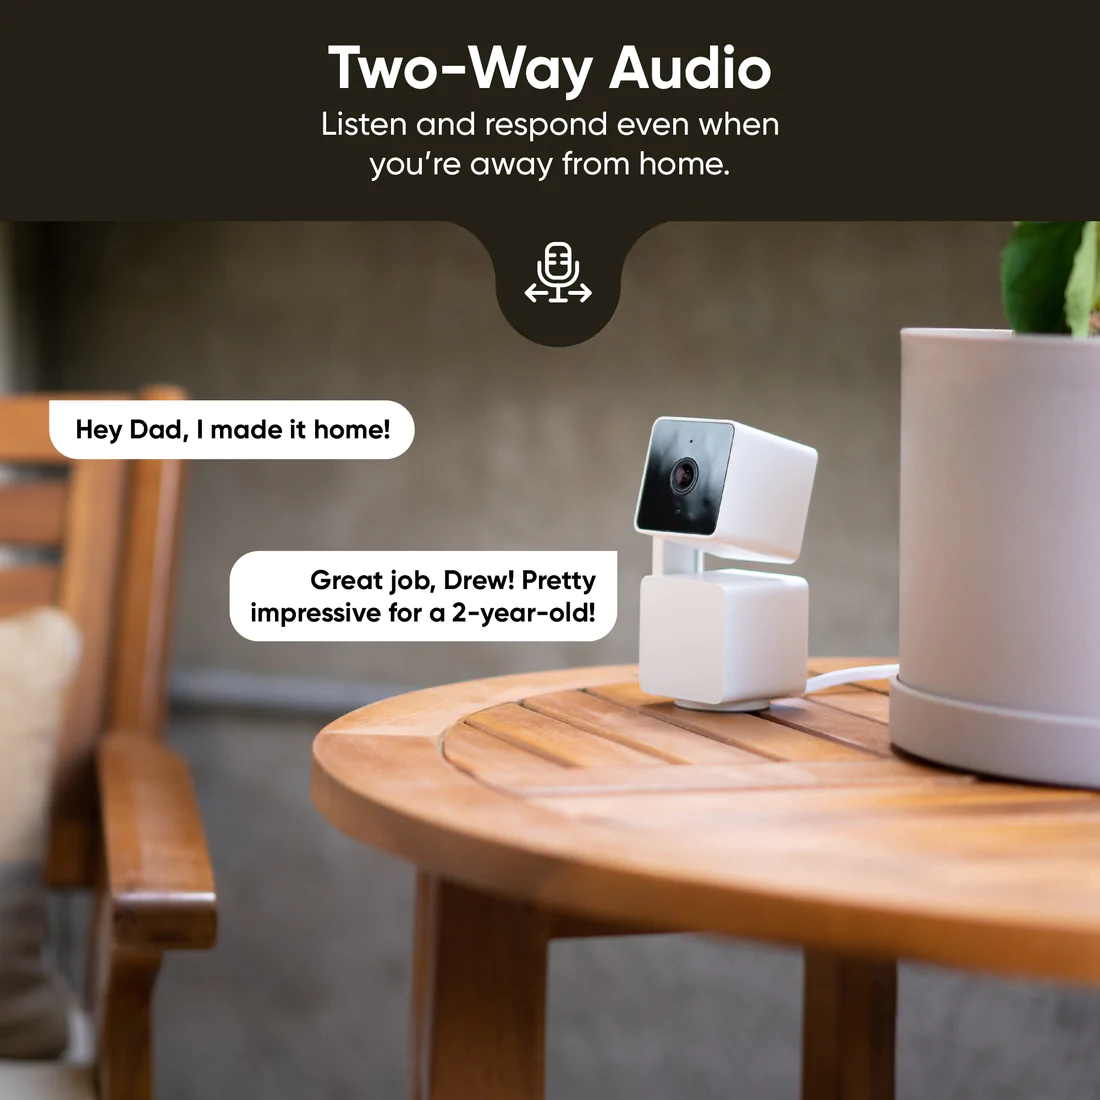 Two-Way Audio
Listen and respond even when
you’re away from home.
Hey Dad, I made it home!
Great job, Drew! Pretty
impressive for a 2-year-old!